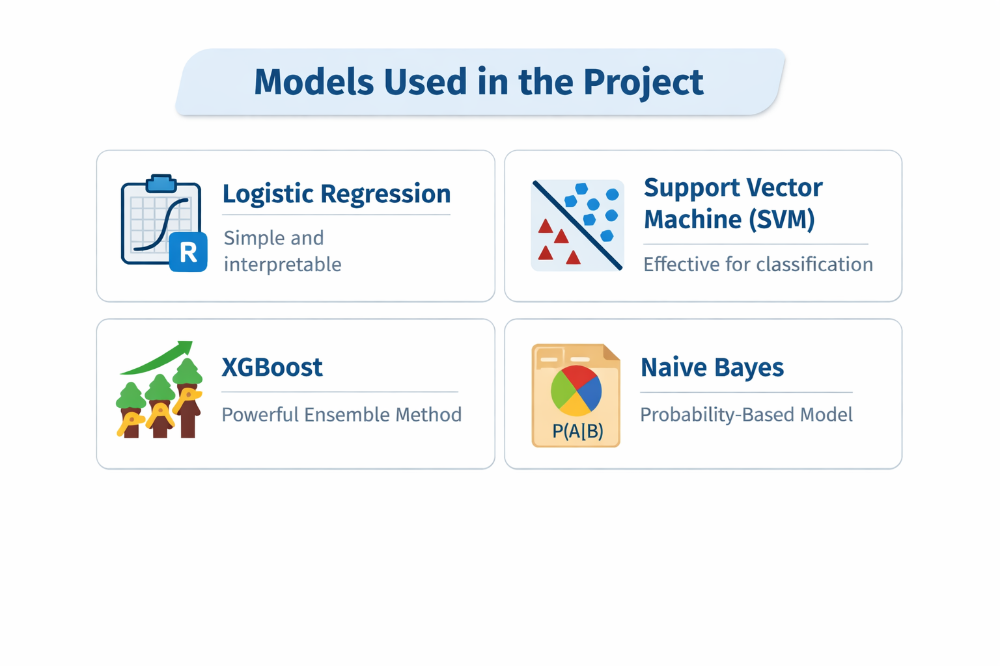 Models Used in the Project
Logistic Regression
Simple and
interpretable
R
Support Vector
Machine (SVM)
Effective for classification
XGBoost
Powerful Ensemble Method
Naive Bayes
Probability-Based Model
P(A|B)